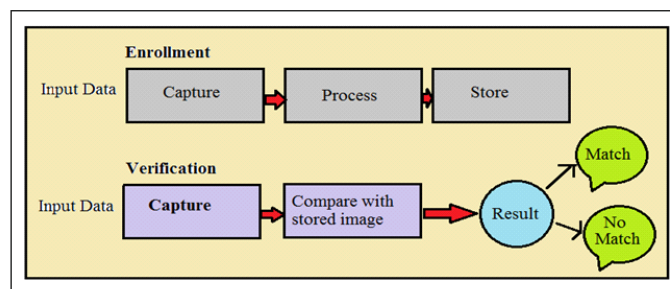 Enrollment
Input Data
Capture
Process
Store
Verification
Input Data
Capture
Compare with
stored image
Result
Match
No
Match